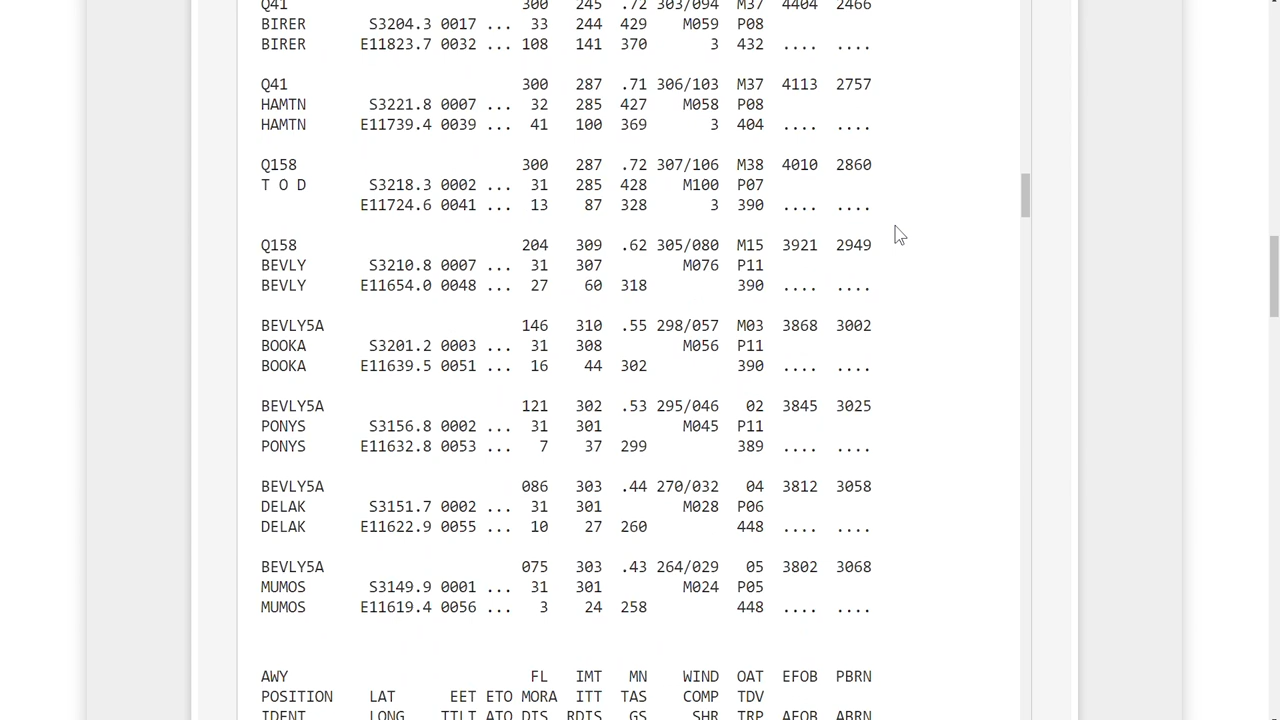 Q41 300 245 .72 303/094 M37 4404 2466
BIRER S3204.3 0017 ... 33 244 429 M059 P08
BIRER E11823.7 0032 ... 108 141 370 3 432 .... ....
Q41 300 287 .71 306/103 M37 4113 2757
HAMTN S3221.8 0007 ... 32 285 427 M058 P08
HAMTN E11739.4 0039 ... 41 100 369 3 404 .... ....
Q158 300 287 .72 307/106 M38 4010 2860
T O D S3218.3 0002 ... 31 285 428 M100 P07
E11724.6 0041 ... 13 87 328 3 390 .... ....
Q158 204 309 .62 305/080 M15 3921 2949
BEVLY S3210.8 0007 ... 31 307 M076 P11
BEVLY E11654.0 0048 ... 27 60 318 390 .... ....
BEVLY5A 146 310 .55 298/057 M03 3868 3002
BOOKA S3201.2 0003 ... 31 308 M056 P11
BOOKA E11639.5 0051 ... 16 44 302 390 .... ....
BEVLY5A 121 302 .53 295/046 02 3845 3025
PONYS S3156.8 0002 ... 31 301 M045 P11
PONYS E11632.8 0053 ... 7 37 299 389 .... ....
BEVLY5A 086 303 .44 270/032 04 3812 3058
DELAK S3151.7 0002 ... 31 301 M028 P06
DELAK E11622.9 0055 ... 10 27 260 448 .... ....
BEVLY5A 075 303 .43 264/029 05 3802 3068
MUMOS S3149.9 0001 ... 31 301 M024 P05
MUMOS E11619.4 0056 ... 3 24 258 448 .... ....
AWY FL IMT MN WIND OAT EFOB PBRN
POSITION LAT EET ETO MORA ITT TAS COMP TDV
IDENT LONG TTLT ATO DIS RDIS GS SHR TRP AFOB ABRN